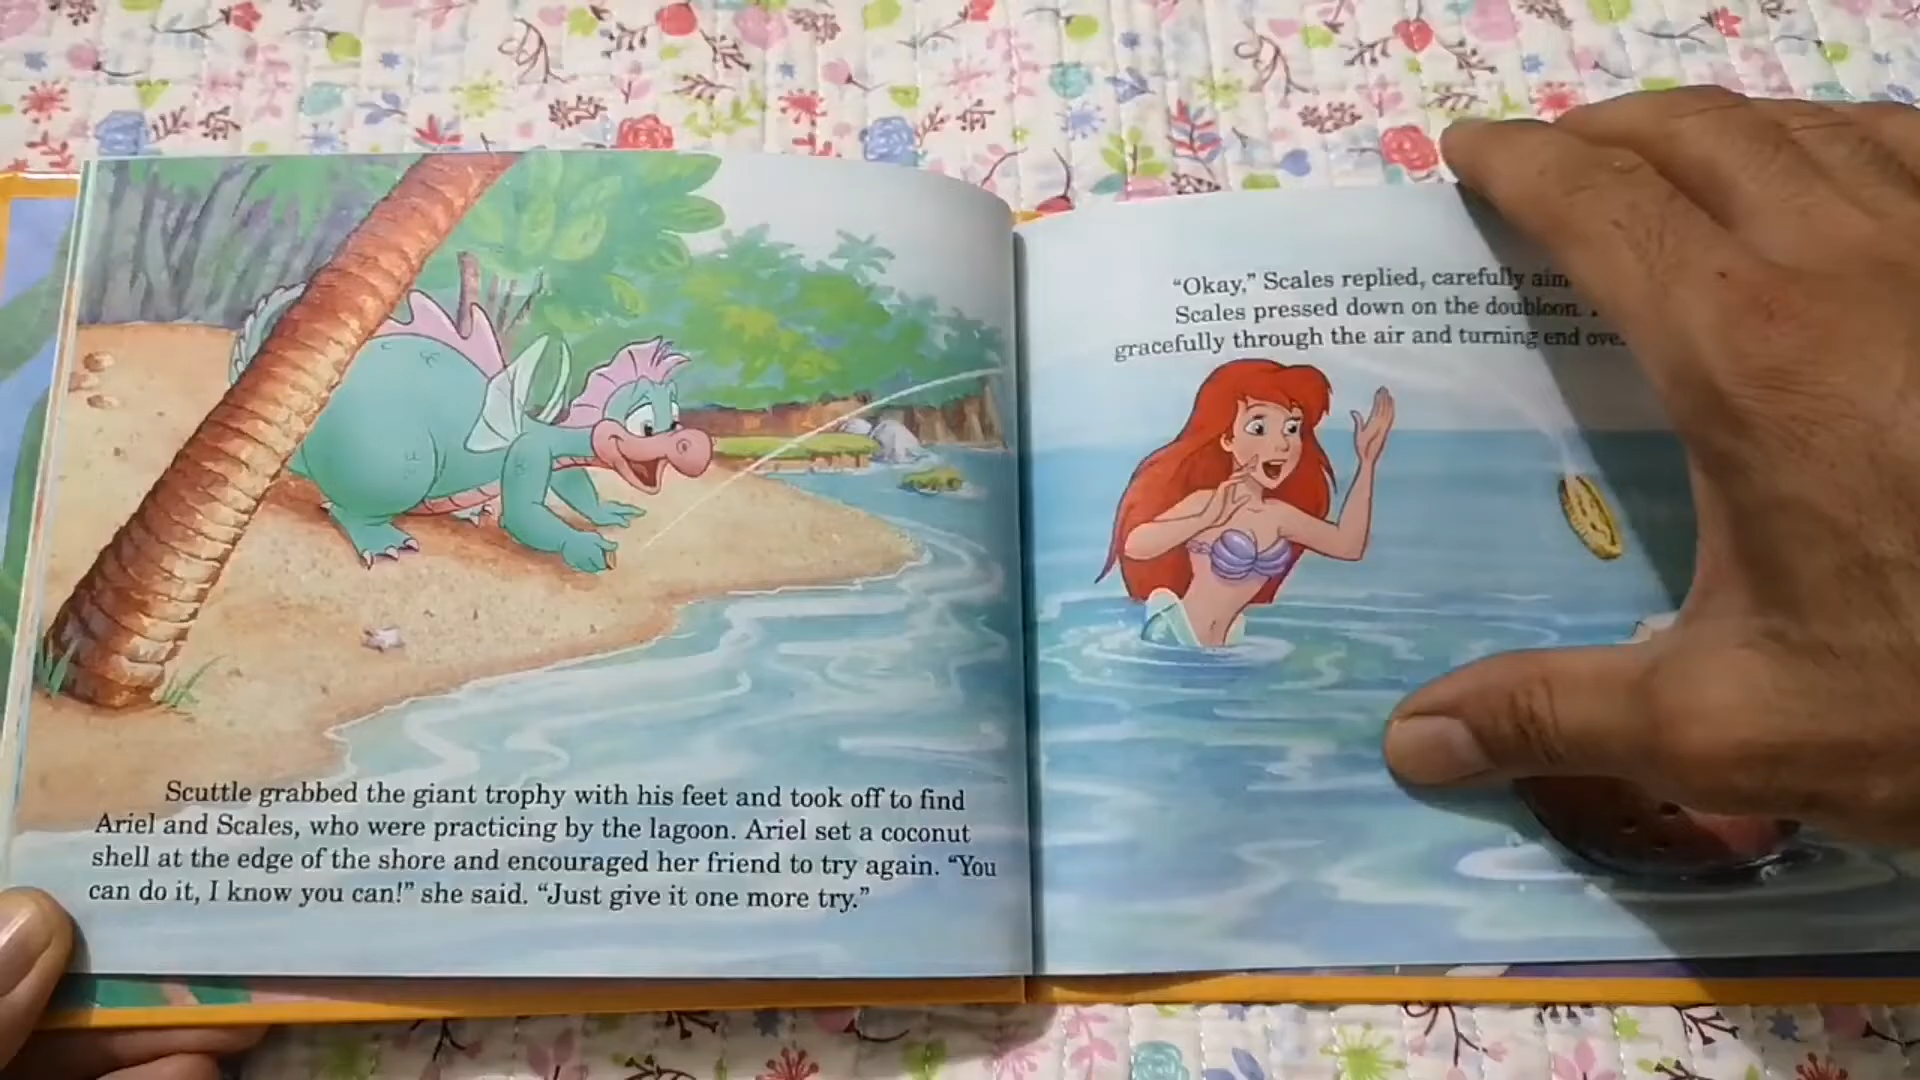 Scuttle grabbed the giant trophy with his feet and took off to find
Ariel and Scales, who were practicing by the lagoon. Ariel set a coconut
shell at the edge of the shore and encouraged her friend to try again. “You
can do it, I know you can!” she said. “Just give it one more try.”
“Okay,” Scales replied, carefully
Scales pressed down on the doubloon.
gracefully through the air and turning end